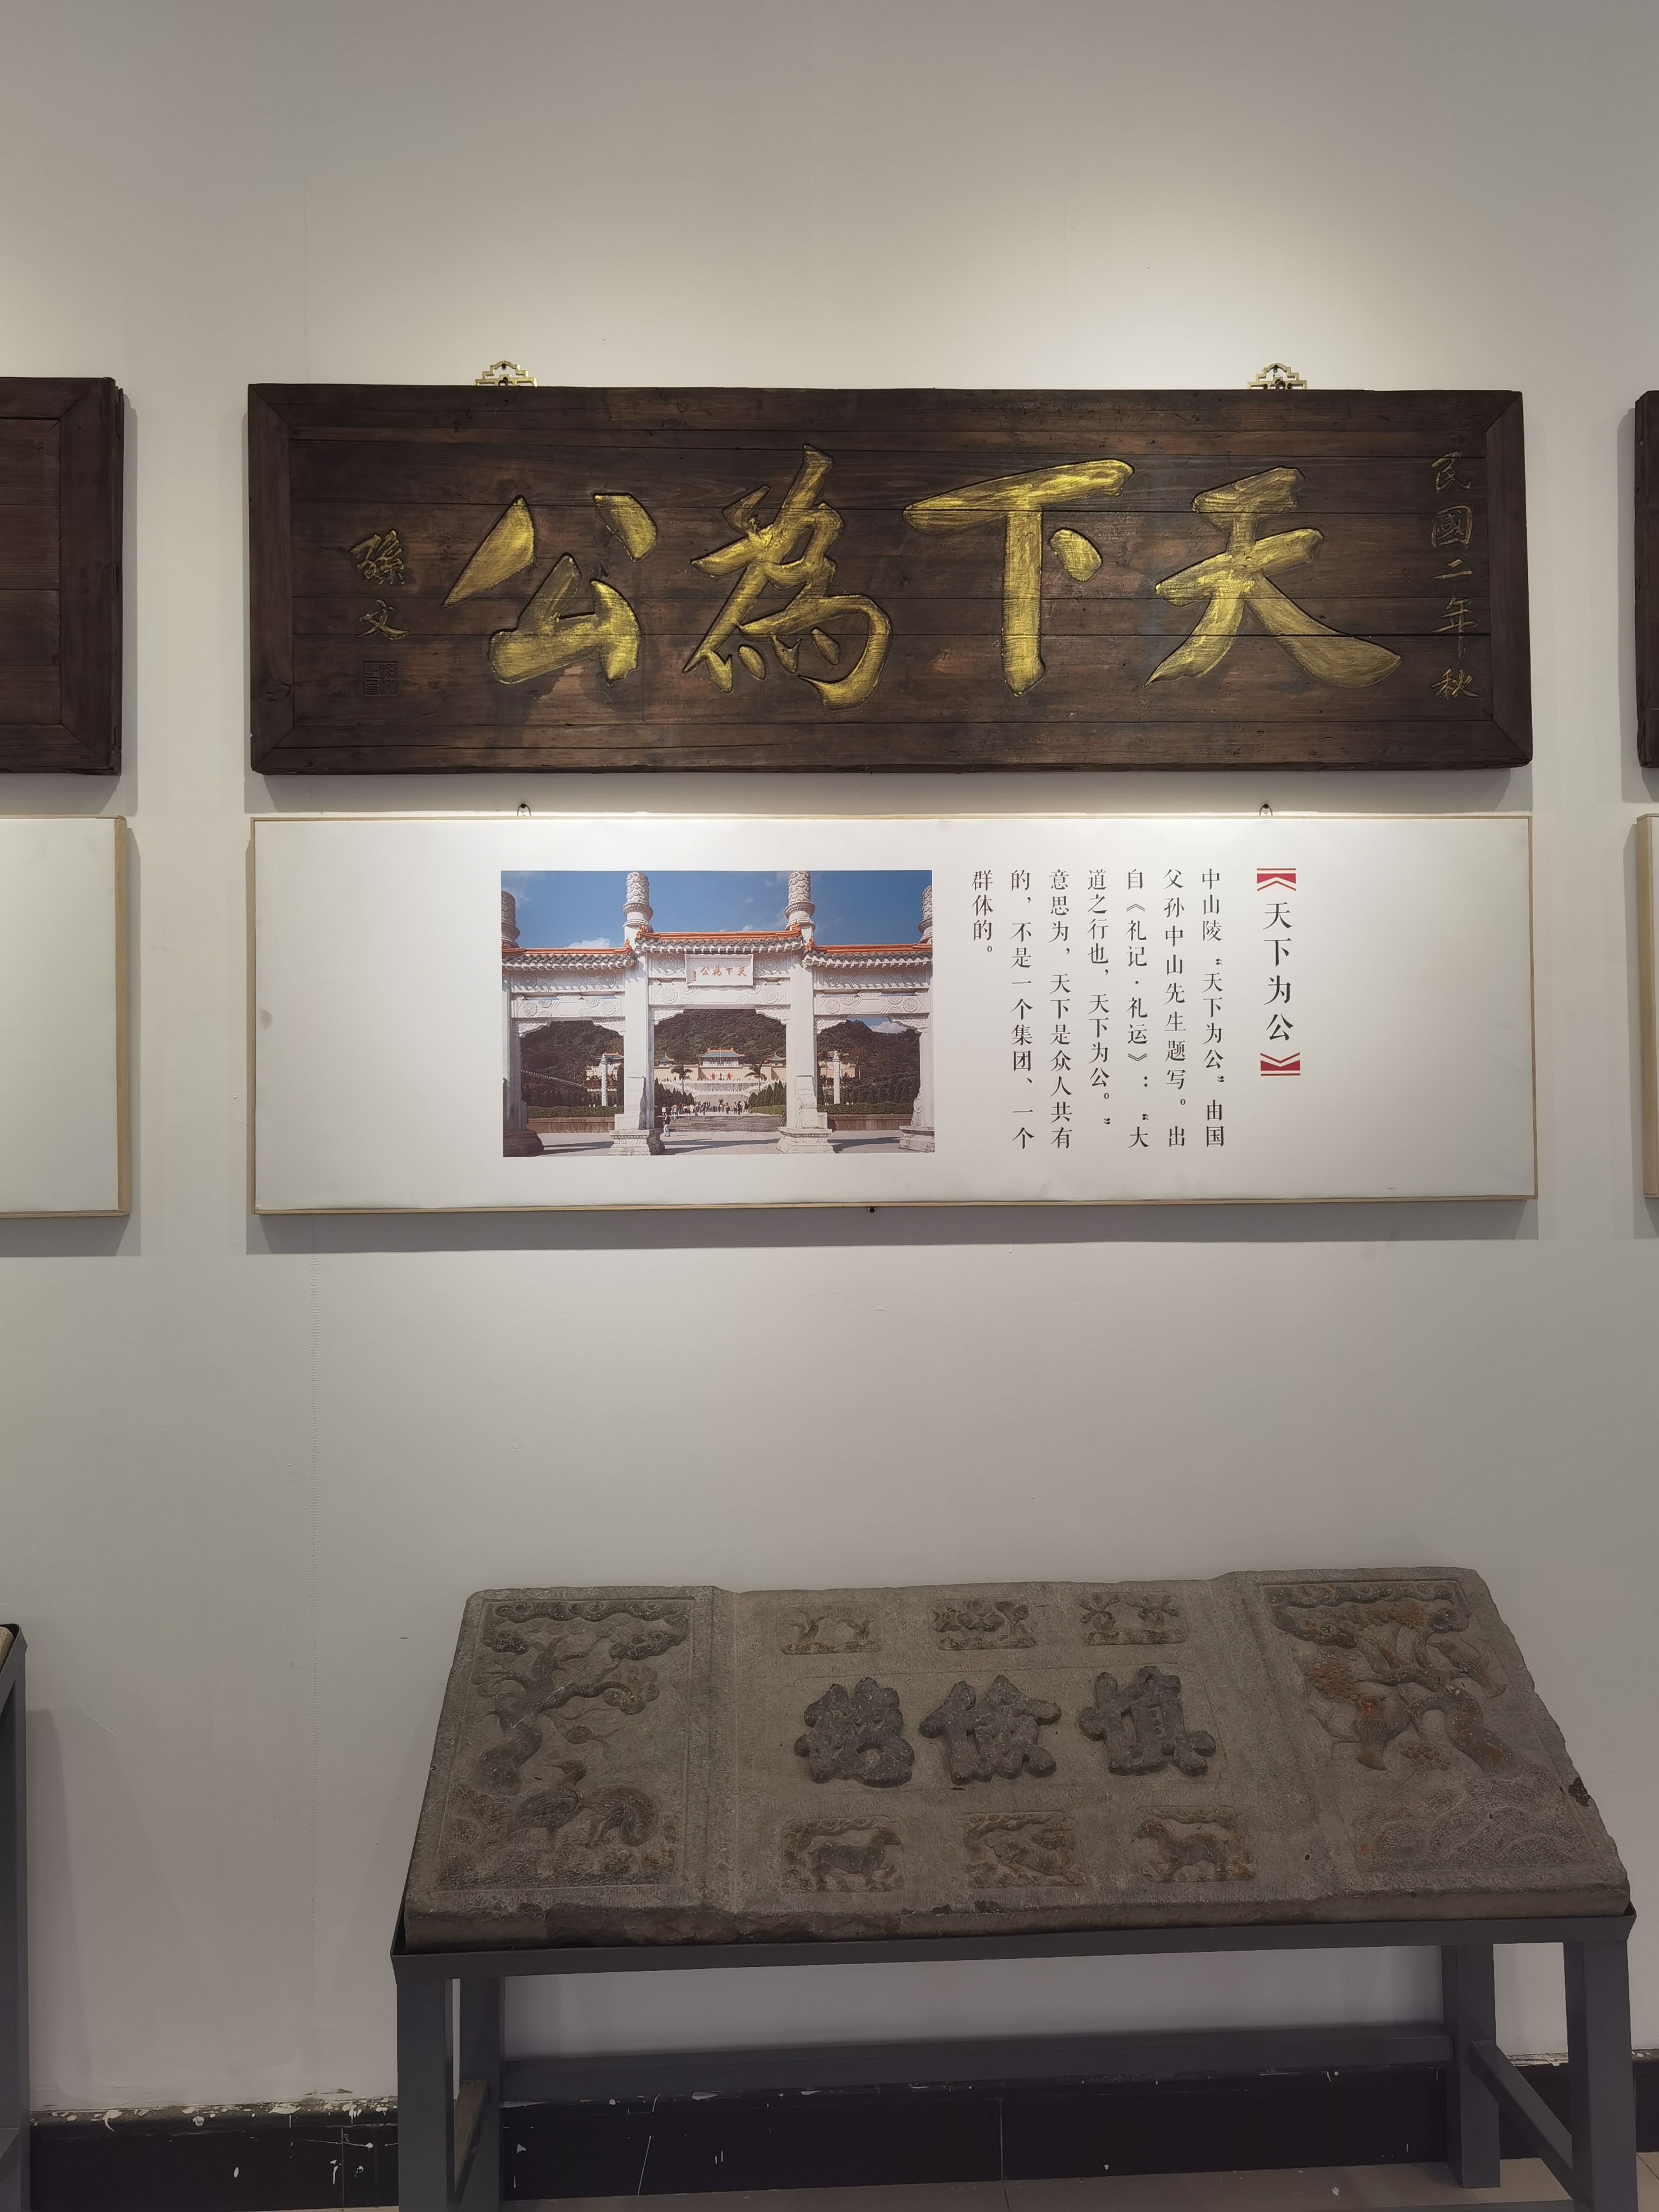 民國二年秋
天下為公
孫文
【天下为公】
中山陵“天下为公”由国
父孙中山先生题写。出
自《礼记·礼运》：“大
道之行也，天下为公。”
意思为，天下是众人共有
的，不是一个集团、一个
群体的。
天下為公
慎儉德